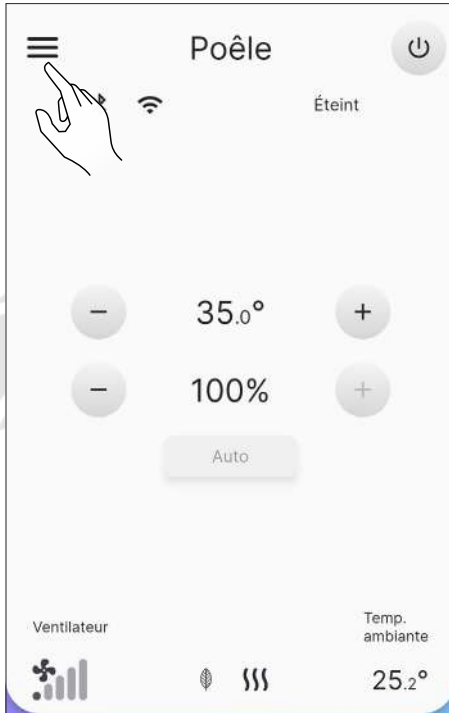 Poêle
Éteint
− 35.0° +
− 100% +
Auto
Ventilateur
Temp.
ambiante
25.2°